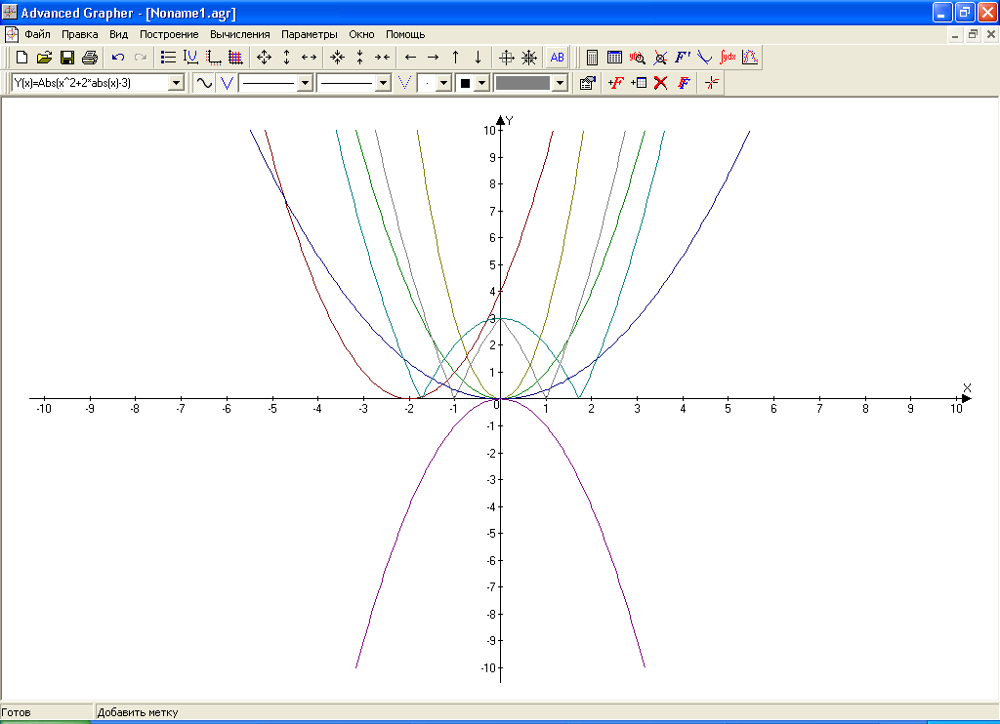 Advanced Grapher - [Noname1.agr]
Файл Правка Вид Построение Вычисления Параметры Окно Помощь
AB F' ∫ydx
Y(x)=Abs(x^2+2*abs(x)-3)
+F F
Y
10
9
8
7
6
5
4
3
2
1
X
-10 -9 -8 -7 -6 -5 -4 -3 -2 -1 0 1 2 3 4 5 6 7 8 9 10
-1
-2
-3
-4
-5
-6
-7
-8
-9
-10
Готов Добавить метку